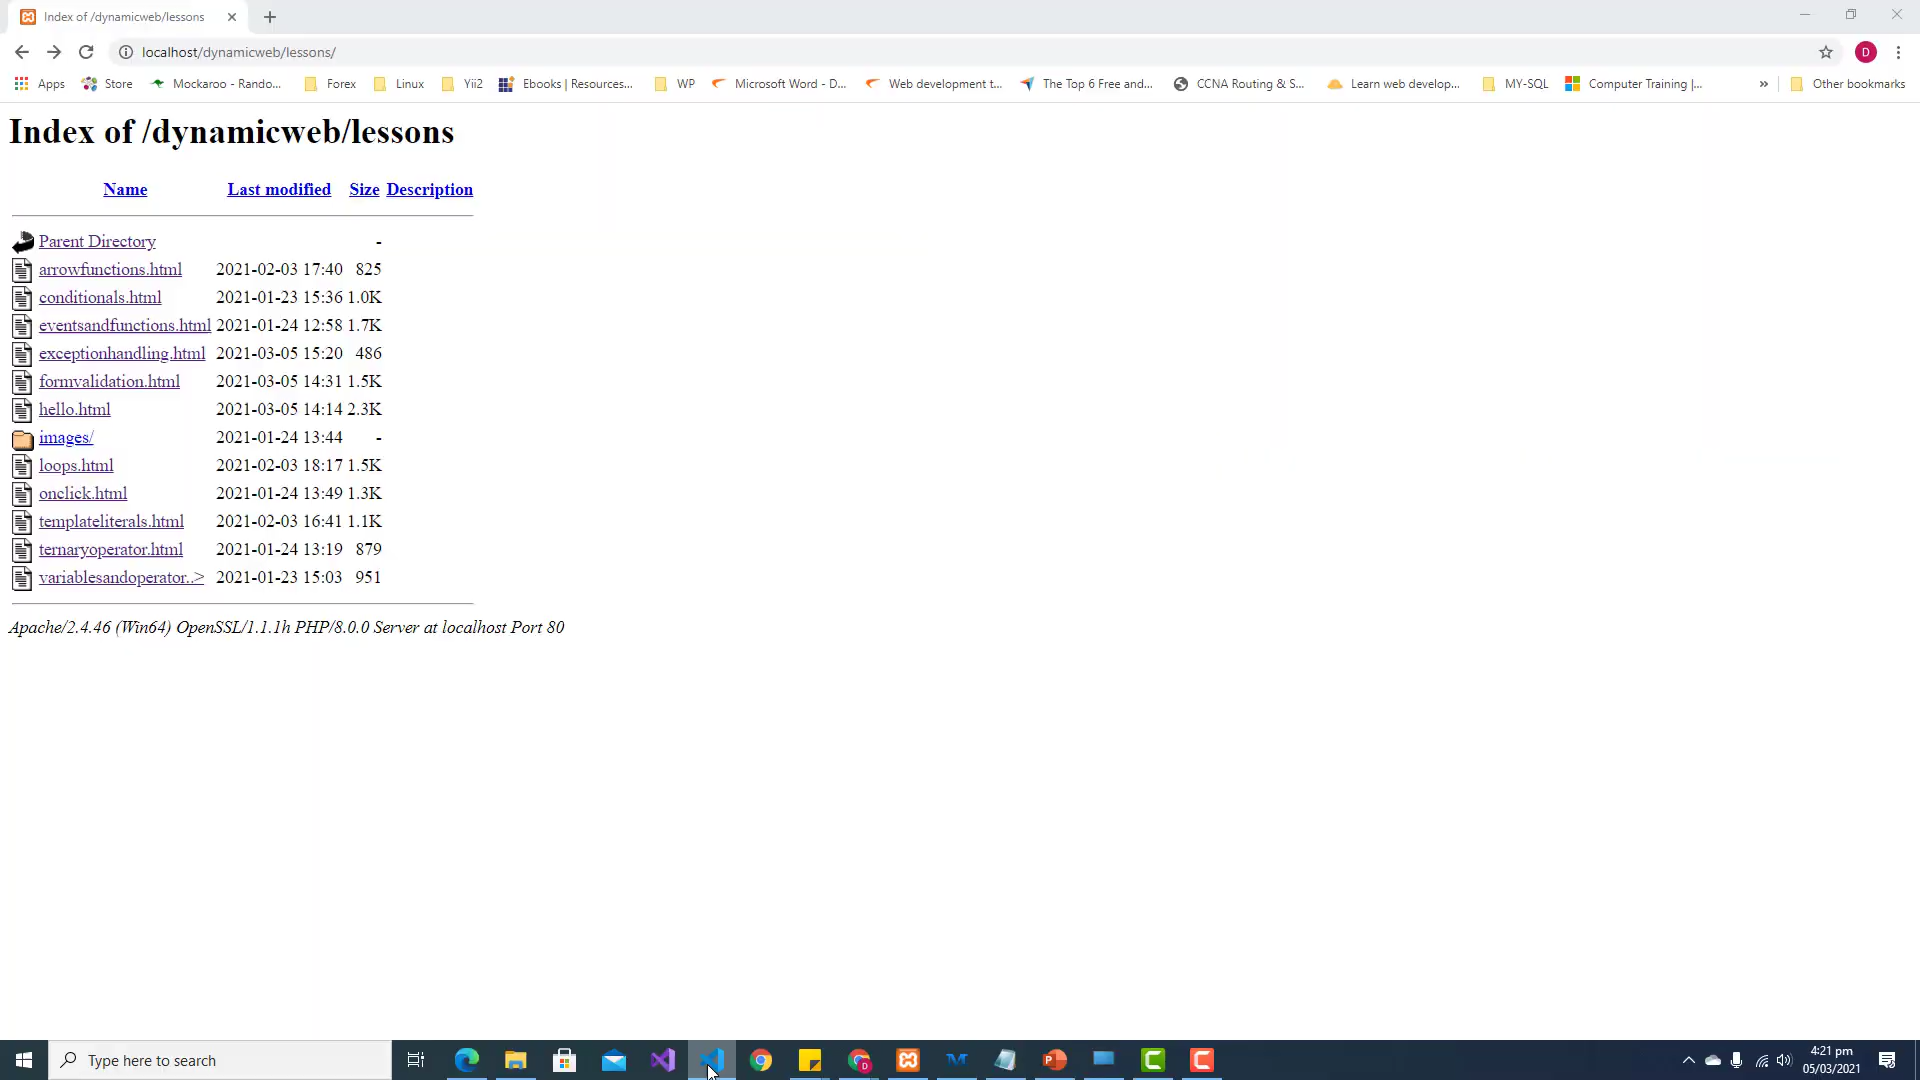 Index of /dynamicweb/lessons
localhost/dynamicweb/lessons/
D
Apps Store Mockaroo - Rando... Forex Linux Yii2 Ebooks | Resources... WP Microsoft Word - D... Web development t... The Top 6 Free and... CCNA Routing & S... Learn web develop... MY-SQL Computer Training |... » Other bookmarks
Index of /dynamicweb/lessons
Name Last modified Size Description
Parent Directory -
arrowfunctions.html 2021-02-03 17:40 825
conditionals.html 2021-01-23 15:36 1.0K
eventsandfunctions.html 2021-01-24 12:58 1.7K
exceptionhandling.html 2021-03-05 15:20 486
formvalidation.html 2021-03-05 14:31 1.5K
hello.html 2021-03-05 14:14 2.3K
images/ 2021-01-24 13:44 -
loops.html 2021-02-03 18:17 1.5K
onclick.html 2021-01-24 13:49 1.3K
templateliterals.html 2021-02-03 16:41 1.1K
ternaryoperator.html 2021-01-24 13:19 879
variablesandoperator..> 2021-01-23 15:03 951
Apache/2.4.46 (Win64) OpenSSL/1.1.1h PHP/8.0.0 Server at localhost Port 80
Type here to search
4:21 pm
05/03/2021